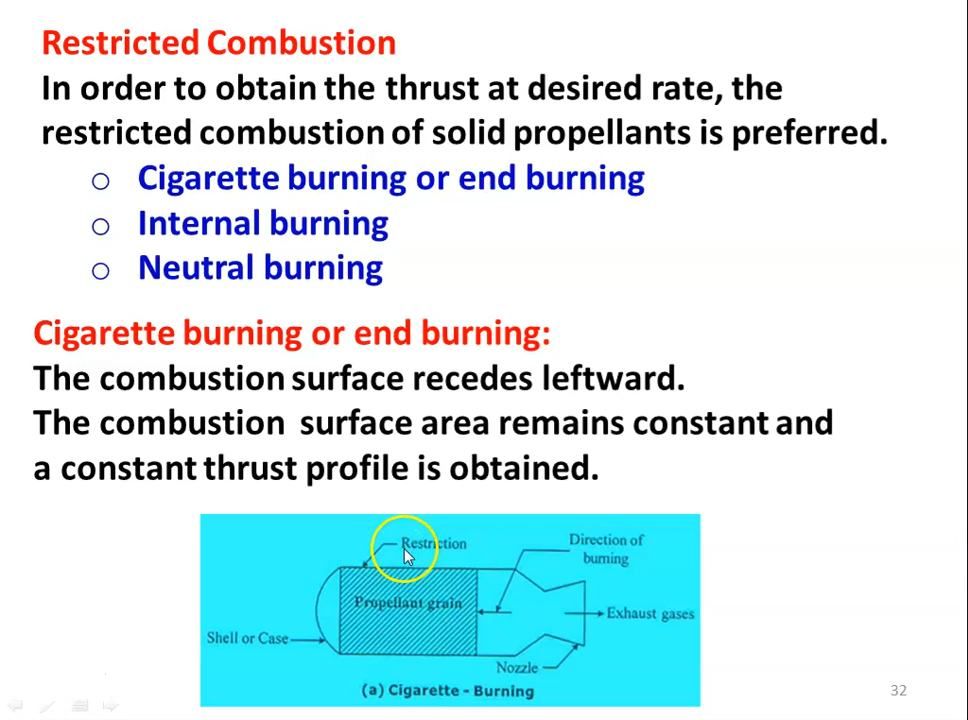 Restricted Combustion
In order to obtain the thrust at desired rate, the
restricted combustion of solid propellants is preferred.
o Cigarette burning or end burning
o Internal burning
o Neutral burning
Cigarette burning or end burning:
The combustion surface recedes leftward.
The combustion surface area remains constant and
a constant thrust profile is obtained.
Restriction
Direction of
burning
Propellant grain
Exhaust gases
Shell or Case
Nozzle
(a) Cigarette - Burning
32